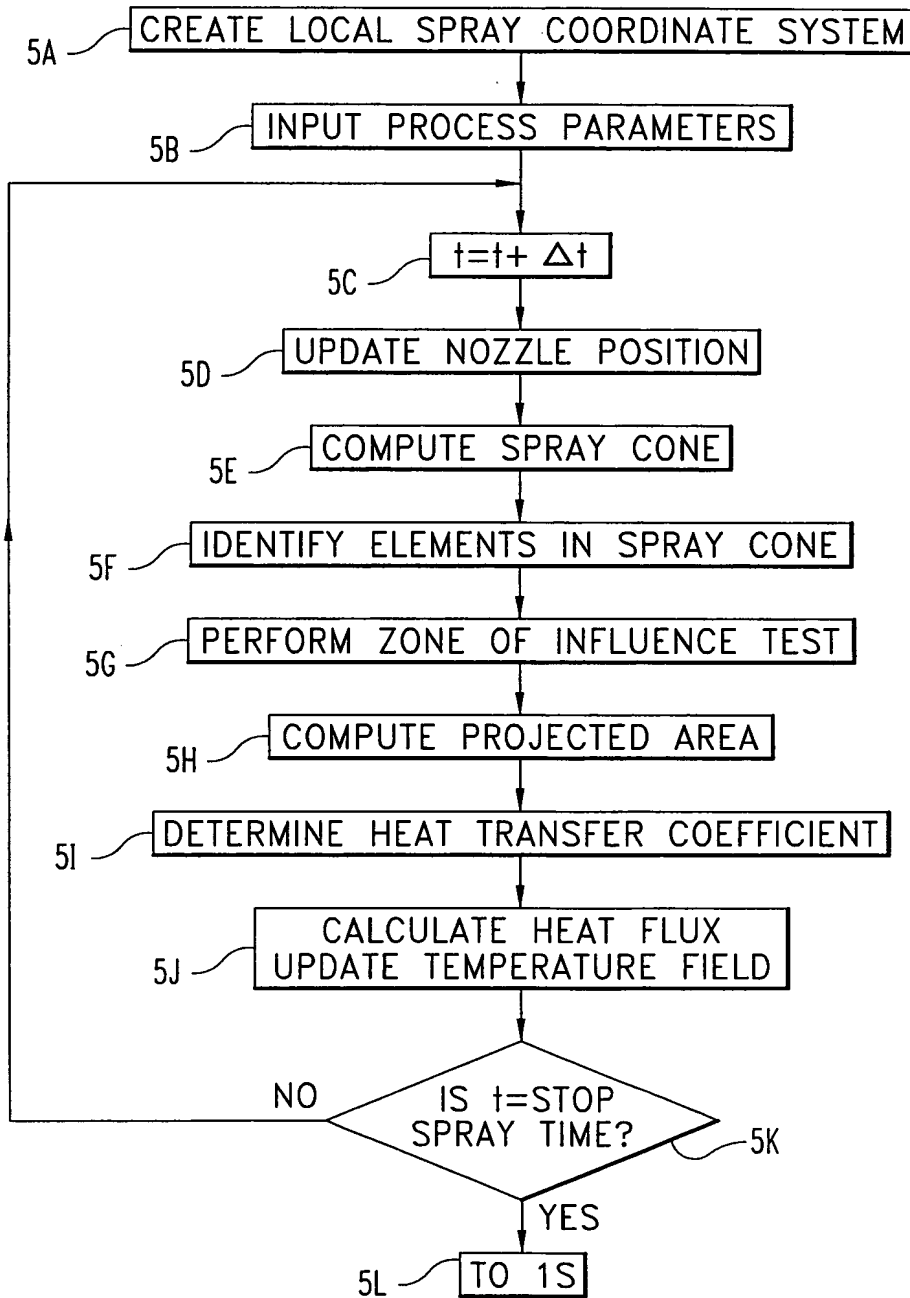 5A CREATE LOCAL SPRAY COORDINATE SYSTEM
5B INPUT PROCESS PARAMETERS
5C t=t+ Δt
5D UPDATE NOZZLE POSITION
5E COMPUTE SPRAY CONE
5F IDENTIFY ELEMENTS IN SPRAY CONE
5G PERFORM ZONE OF INFLUENCE TEST
5H COMPUTE PROJECTED AREA
5I DETERMINE HEAT TRANSFER COEFFICIENT
5J CALCULATE HEAT FLUX
UPDATE TEMPERATURE FIELD
NO
IS t=STOP
SPRAY TIME?
5K
YES
5L TO 1S